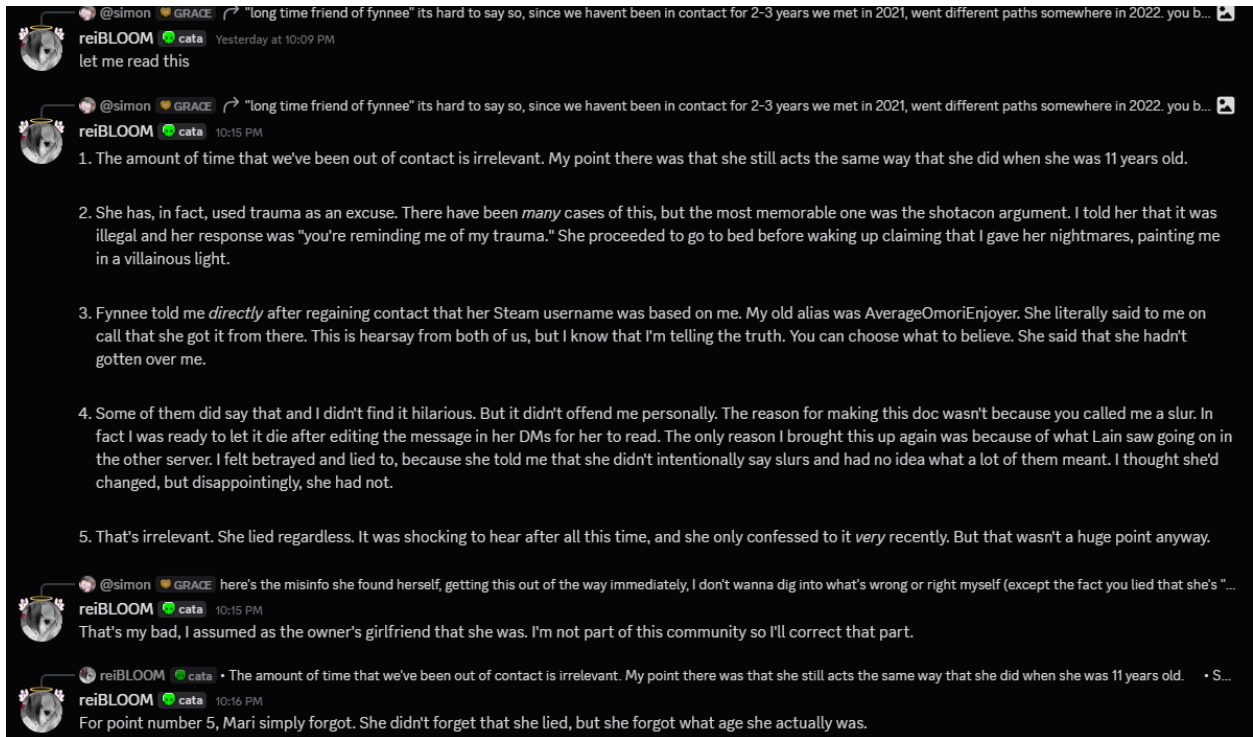 @simon GRACE "long time friend of fynnee" its hard to say so, since we havent been in contact for 2-3 years we met in 2021, went different paths somewhere in 2022. you b...
reiBLOOM cata Yesterday at 10:09 PM
let me read this
@simon GRACE "long time friend of fynnee" its hard to say so, since we havent been in contact for 2-3 years we met in 2021, went different paths somewhere in 2022. you b...
reiBLOOM cata 10:15 PM
1. The amount of time that we've been out of contact is irrelevant. My point there was that she still acts the same way that she did when she was 11 years old.
2. She has, in fact, used trauma as an excuse. There have been many cases of this, but the most memorable one was the shotacon argument. I told her that it was
illegal and her response was "you're reminding me of my trauma." She proceeded to go to bed before waking up claiming that I gave her nightmares, painting me
in a villainous light.
3. Fynnee told me directly after regaining contact that her Steam username was based on me. My old alias was AverageOmoriEnjoyer. She literally said to me on
call that she got it from there. This is hearsay from both of us, but I know that I'm telling the truth. You can choose what to believe. She said that she hadn't
gotten over me.
4. Some of them did say that and I didn't find it hilarious. But it didn't offend me personally. The reason for making this doc wasn't because you called me a slur. In
fact I was ready to let it die after editing the message in her DMs for her to read. The only reason I brought this up again was because of what Lain saw going on in
the other server. I felt betrayed and lied to, because she told me that she didn't intentionally say slurs and had no idea what a lot of them meant. I thought she'd
changed, but disappointingly, she had not.
5. That's irrelevant. She lied regardless. It was shocking to hear after all this time, and she only confessed to it very recently. But that wasn't a huge point anyway.
@simon GRACE here's the misinfo she found herself, getting this out of the way immediately, I don't wanna dig into what's wrong or right myself (except the fact you lied that she's "...
reiBLOOM cata 10:15 PM
That's my bad, I assumed as the owner's girlfriend that she was. I'm not part of this community so I'll correct that part.
reiBLOOM cata • The amount of time that we've been out of contact is irrelevant. My point there was that she still acts the same way that she did when she was 11 years old. • S...
reiBLOOM cata 10:16 PM
For point number 5, Mari simply forgot. She didn't forget that she lied, but she forgot what age she actually was.